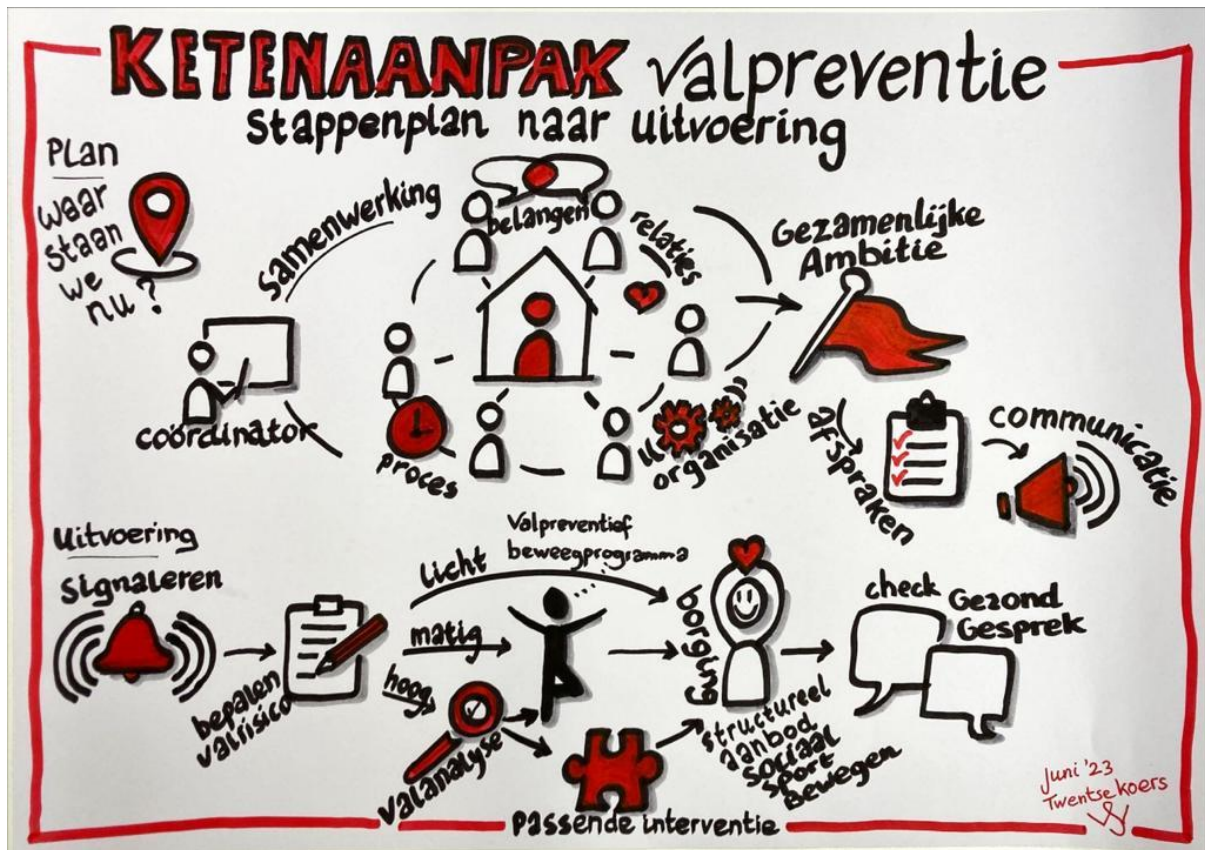 KETENAANPAK valpreventie
stappenplan naar uitvoering
Plan
waar
staan
we
nu?
samenwerking
belangen
relaties
coördinator
proces
organisatie
Gezamenlijke
Ambitie
afspraken
communicatie
Uitvoering
signaleren
bepalen
valrisico
licht
matig
hoog
valanalyse
Valpreventief
beweegprogramma
passende interventie
borging
structureel
aanbod
sociaal
sport
bewegen
check
Gezond
Gesprek
juni '23
Twentse koers